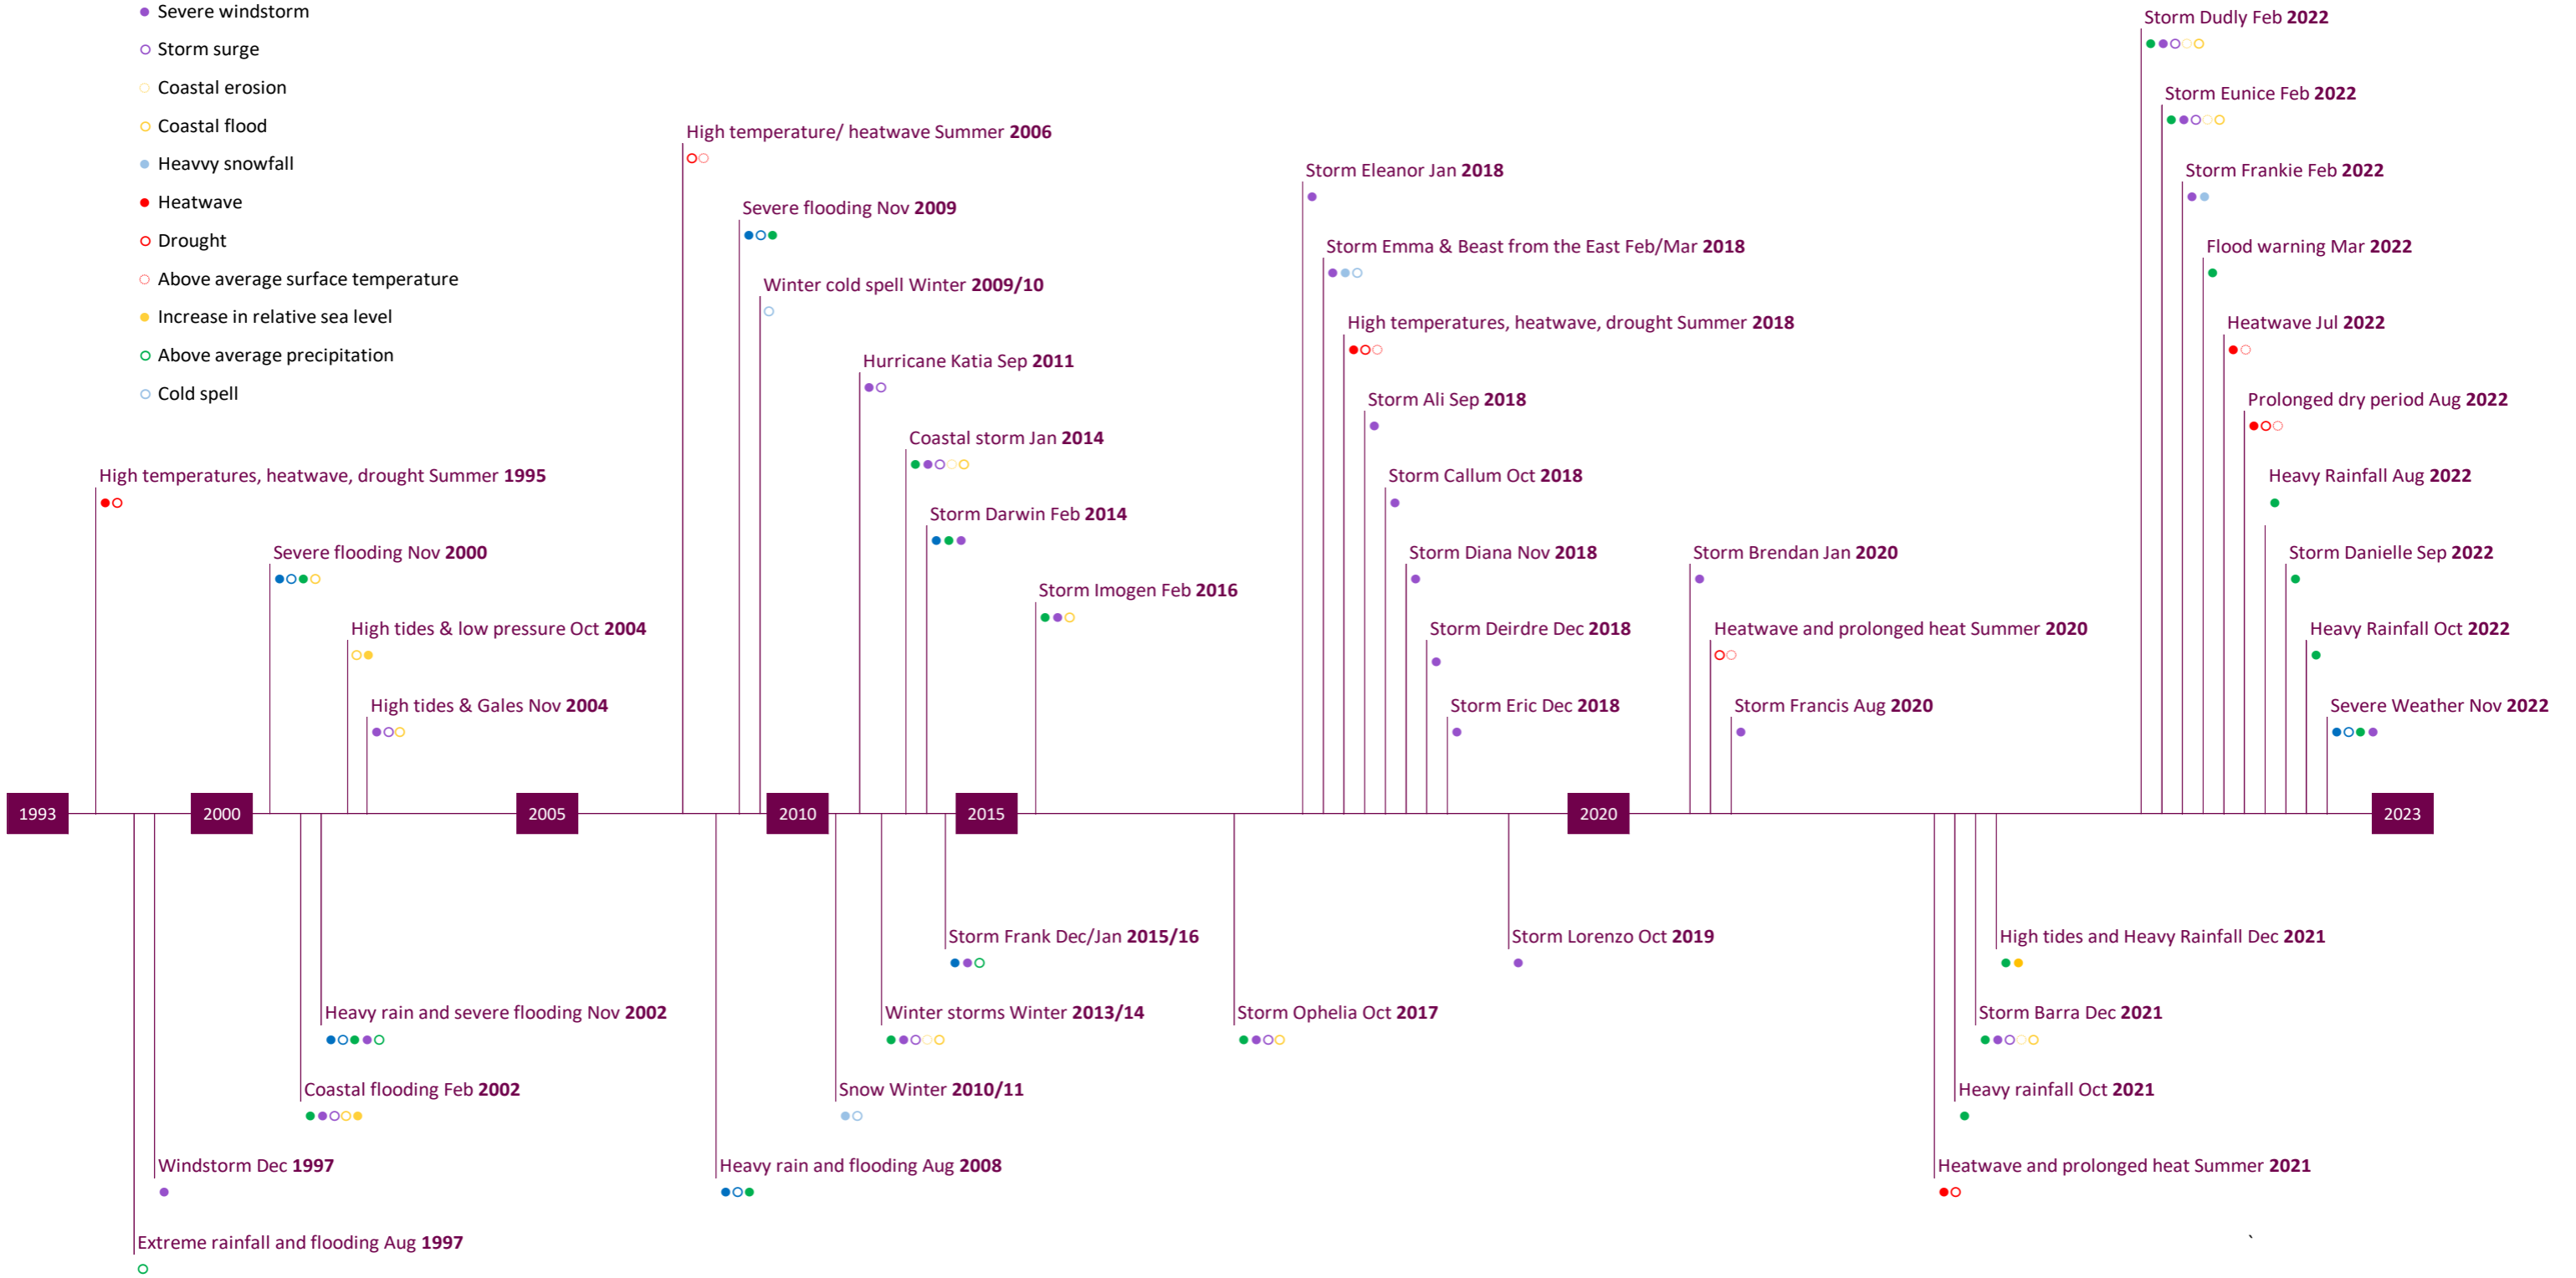 Severe windstorm
Storm surge
Coastal erosion
Coastal flood
Heavvy snowfall
Heatwave
Drought
Above average surface temperature
Increase in relative sea level
Above average precipitation
Cold spell
High temperatures, heatwave, drought Summer 1995
Severe flooding Nov 2000
High tides & low pressure Oct 2004
High tides & Gales Nov 2004
High temperature/ heatwave Summer 2006
Severe flooding Nov 2009
Winter cold spell Winter 2009/10
Hurricane Katia Sep 2011
Coastal storm Jan 2014
Storm Darwin Feb 2014
Storm Imogen Feb 2016
Storm Eleanor Jan 2018
Storm Emma & Beast from the East Feb/Mar 2018
High temperatures, heatwave, drought Summer 2018
Storm Ali Sep 2018
Storm Callum Oct 2018
Storm Diana Nov 2018
Storm Deirdre Dec 2018
Storm Eric Dec 2018
Storm Brendan Jan 2020
Heatwave and prolonged heat Summer 2020
Storm Francis Aug 2020
Storm Dudly Feb 2022
Storm Eunice Feb 2022
Storm Frankie Feb 2022
Flood warning Mar 2022
Heatwave Jul 2022
Prolonged dry period Aug 2022
Heavy Rainfall Aug 2022
Storm Danielle Sep 2022
Heavy Rainfall Oct 2022
Severe Weather Nov 2022
1993
2000
2005
2010
2015
2020
2023
Storm Frank Dec/Jan 2015/16
Storm Lorenzo Oct 2019
High tides and Heavy Rainfall Dec 2021
Heavy rain and severe flooding Nov 2002
Winter storms Winter 2013/14
Storm Ophelia Oct 2017
Storm Barra Dec 2021
Coastal flooding Feb 2002
Snow Winter 2010/11
Heavy rainfall Oct 2021
Windstorm Dec 1997
Heavy rain and flooding Aug 2008
Heatwave and prolonged heat Summer 2021
Extreme rainfall and flooding Aug 1997
`